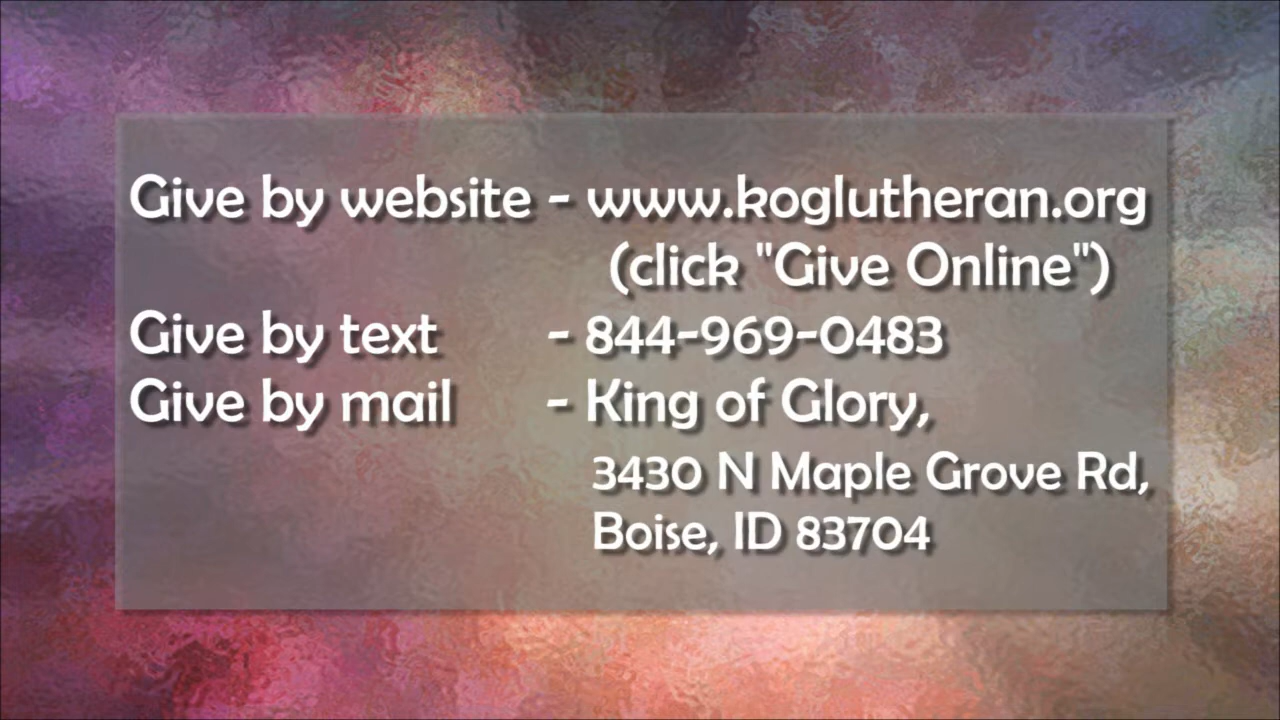 Give by website - www.koglutheran.org
(click "Give Online")
Give by text - 844-969-0483
Give by mail - King of Glory,
3430 N Maple Grove Rd,
Boise, ID 83704